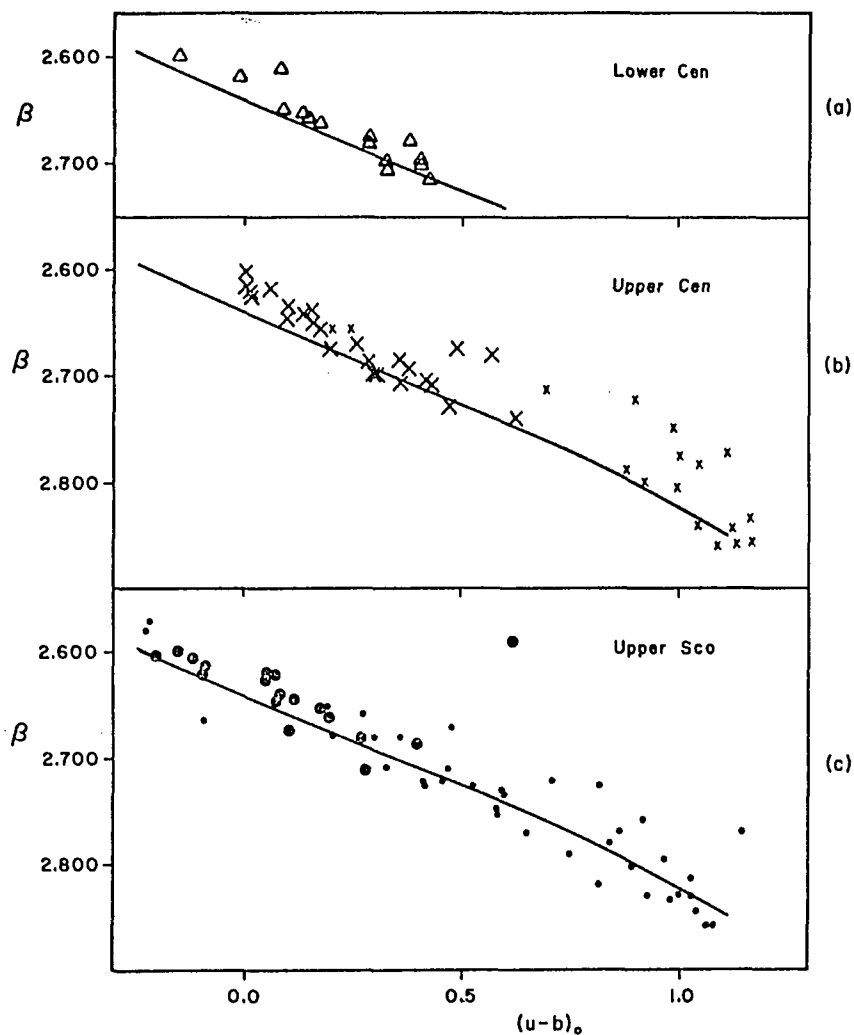 2.600
Lower Cen
(a)
β
2.700
2.600
Upper Cen
(b)
β
2.700
2.800
2.600
Upper Sco
(c)
β
2.700
2.800
0.0 0.5 1.0
(u-b)₀